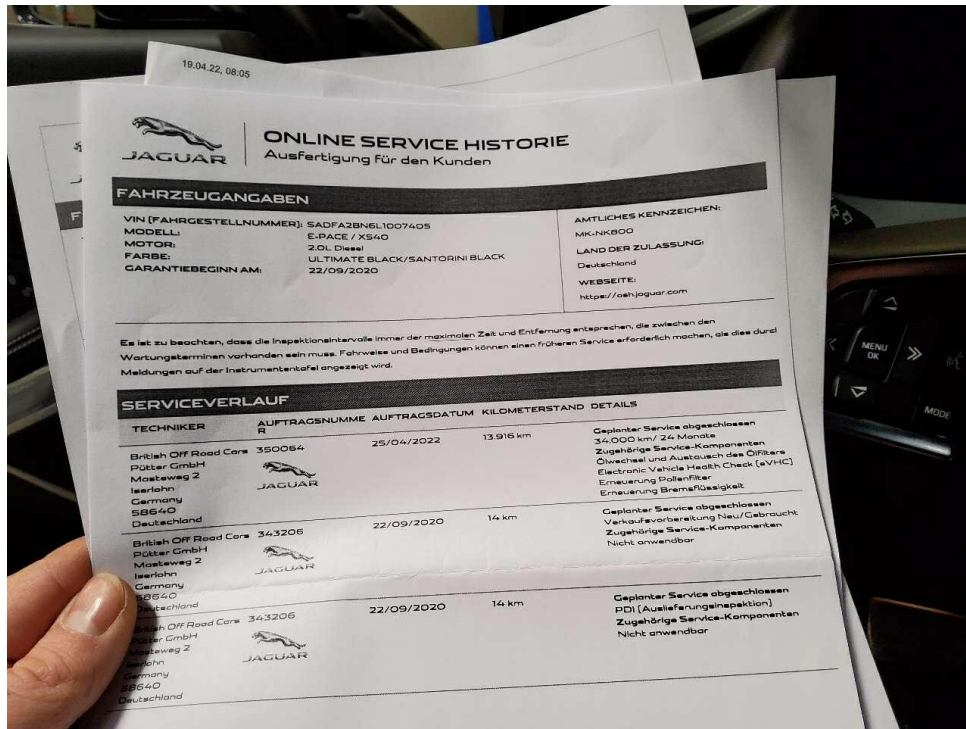 19.04.22, 08:05
JAGUAR
ONLINE SERVICE HISTORIE
Ausfertigung für den Kunden
FAHRZEUGANGABEN
VIN (FAHRGESTELLNUMMER): SADFA2BN6L1007405
MODELL: E-PACE / X540
MOTOR: 2.0L Diesel
FARBE: ULTIMATE BLACK/SANTORINI BLACK
GARANTIEBEGINN AM: 22/09/2020
AMTLICHES KENNZEICHEN:
MK-NK800
LAND DER ZULASSUNG:
Deutschland
WEBSEITE:
https://osh.jaguar.com
Es ist zu beachten, dass die Inspektionsintervalle immer der maximalen Zeit und Entfernung entsprechen, die zwischen den
Wartungsterminen vorhanden sein muss. Fahrweise und Bedingungen können einen früheren Service erforderlich machen, als dies durch
Meldungen auf der Instrumententafel angezeigt wird.
SERVICEVERLAUF
TECHNIKER AUFTRAGSNUMMER AUFTRAGSDATUM KILOMETERSTAND DETAILS
British Off Road Cars
Pütter GmbH
Masteweg 2
Iserlohn
Germany
58640
Deutschland
350064
JAGUAR
25/04/2022
13.916 km
Geplanter Service abgeschlossen
34.000 km/ 24 Monate
Zugehörige Service-Komponenten
Ölwechsel und Austausch des Ölfilters
Electronic Vehicle Health Check (eVHC)
Erneuerung Pollenfilter
Erneuerung Bremsflüssigkeit
British Off Road Cars
Pütter GmbH
Masteweg 2
Iserlohn
Germany
58640
Deutschland
343206
JAGUAR
22/09/2020
14 km
Geplanter Service abgeschlossen
Verkaufsvorbereitung Neu/Gebraucht
Zugehörige Service-Komponenten
Nicht anwendbar
British Off Road Cars
Pütter GmbH
Masteweg 2
Iserlohn
Germany
58640
Deutschland
343206
JAGUAR
22/09/2020
14 km
Geplanter Service abgeschlossen
PDI (Auslieferungsinspektion)
Zugehörige Service-Komponenten
Nicht anwendbar
MENU
OK
MODE